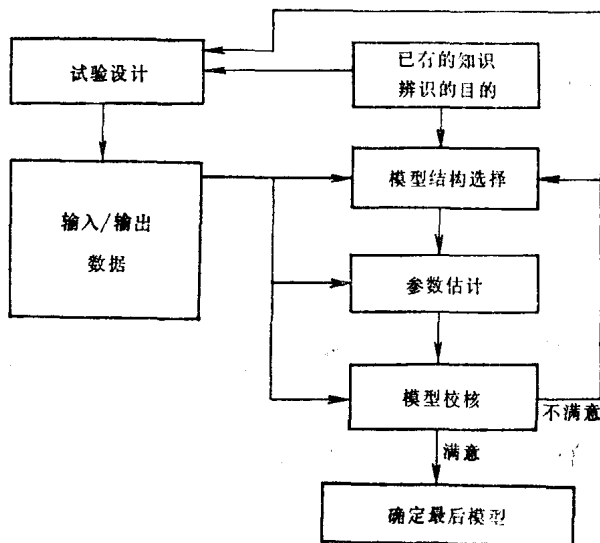 试验设计
已有的知识
辨识的目的
输入/输出
数据
模型结构选择
参数估计
模型校核
不满意
满意
确定最后模型